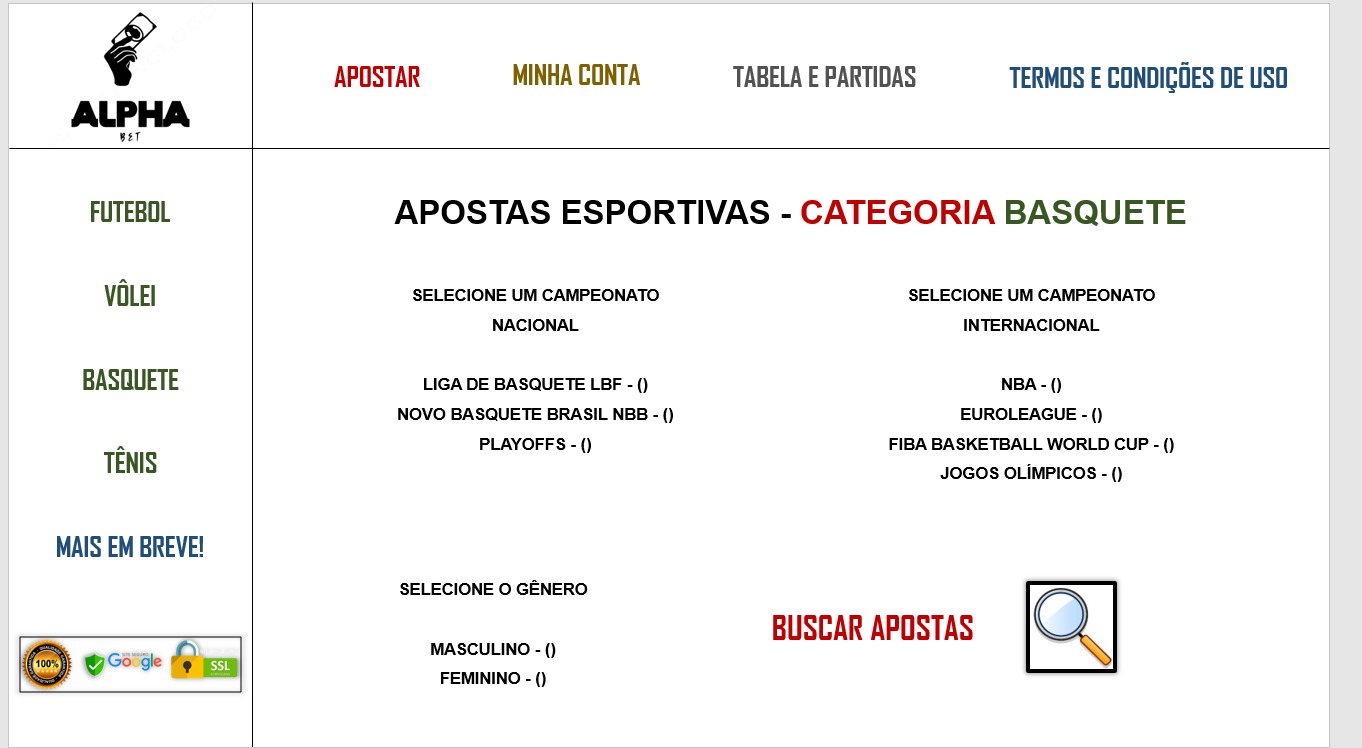 ALPHA
BET
APOSTAR
MINHA CONTA
TABELA E PARTIDAS
TERMOS E CONDIÇÕES DE USO
FUTEBOL
VÔLEI
BASQUETE
TÊNIS
MAIS EM BREVE!
100%
Google
SSL
APOSTAS ESPORTIVAS - CATEGORIA BASQUETE
SELECIONE UM CAMPEONATO
NACIONAL
LIGA DE BASQUETE LBF - ()
NOVO BASQUETE BRASIL NBB - ()
PLAYOFFS - ()
SELECIONE UM CAMPEONATO
INTERNACIONAL
NBA - ()
EUROLEAGUE - ()
FIBA BASKETBALL WORLD CUP - ()
JOGOS OLÍMPICOS - ()
SELECIONE O GÊNERO
MASCULINO - ()
FEMININO - ()
BUSCAR APOSTAS